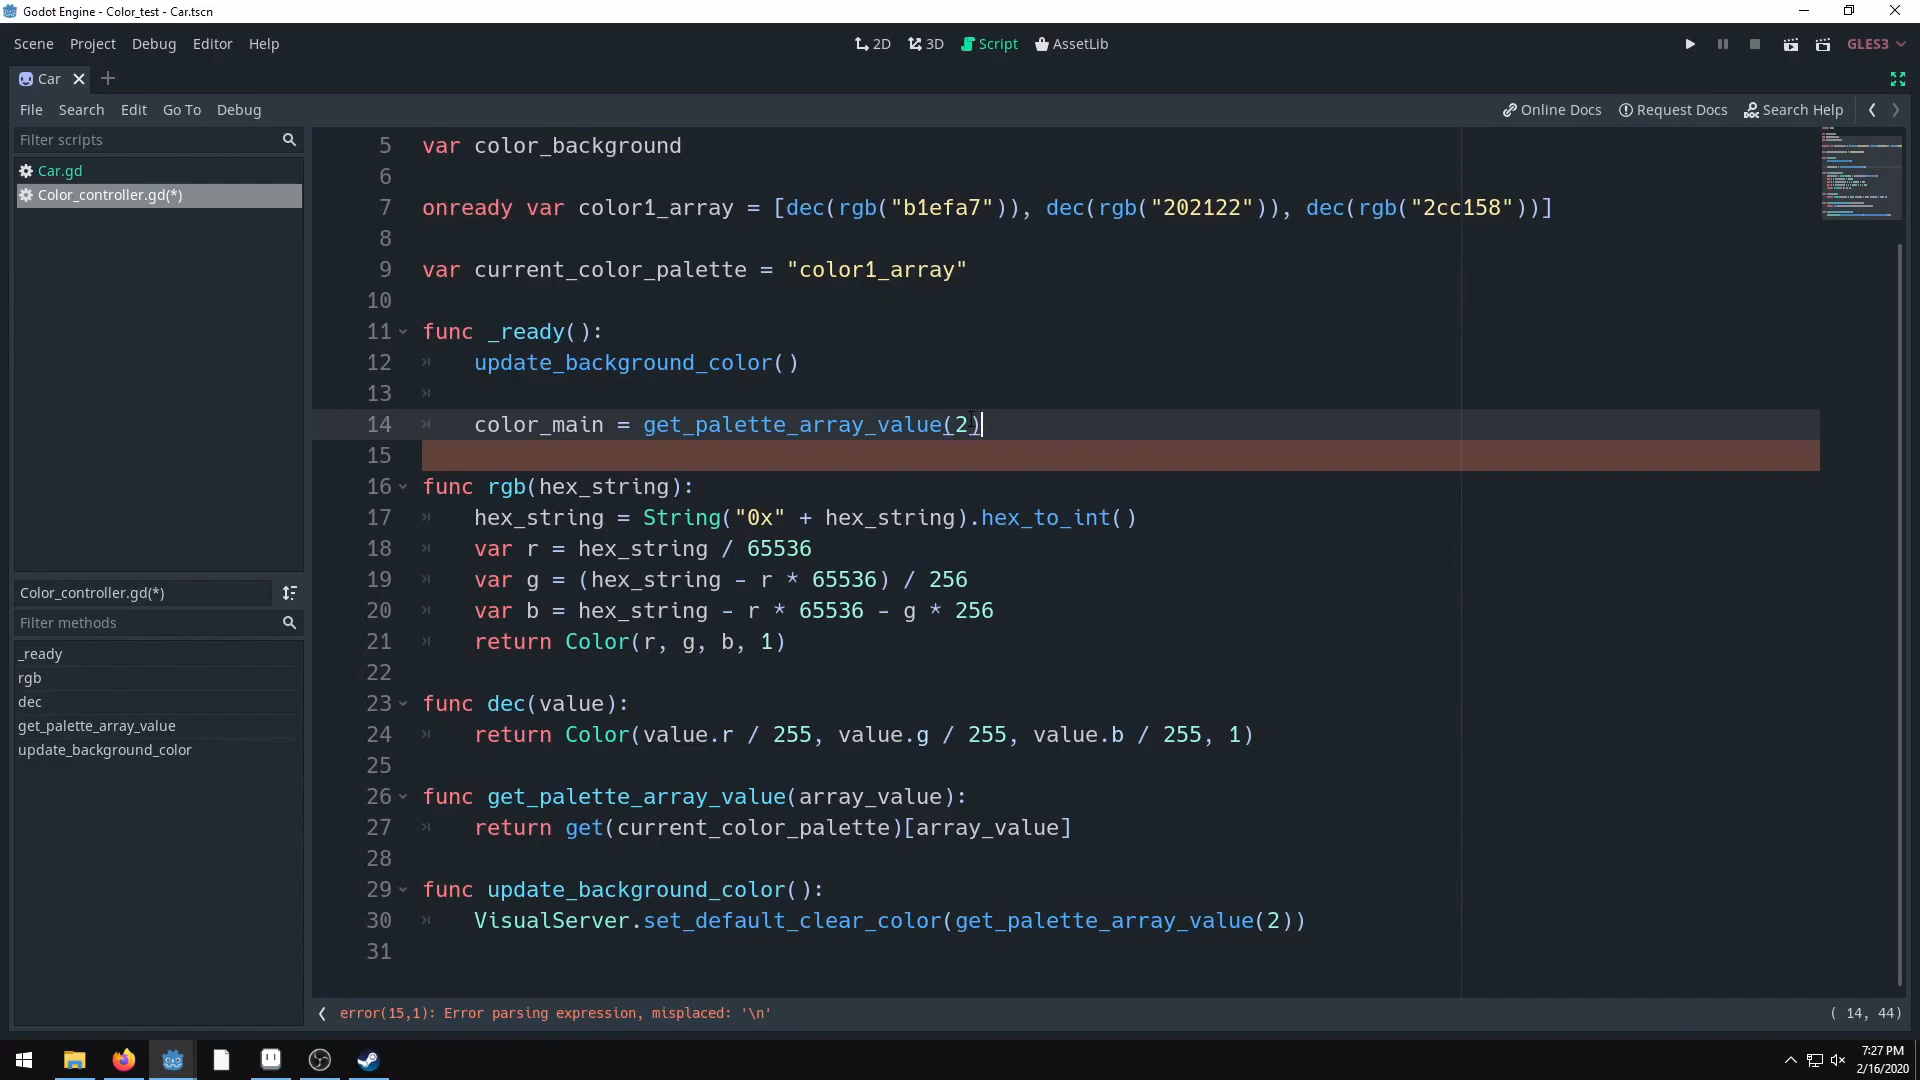 Godot Engine - Color_test - Car.tscn
Scene Project Debug Editor Help 2D 3D Script AssetLib GLES3
Car
File Search Edit Go To Debug Online Docs Request Docs Search Help
Filter scripts
Car.gd
Color_controller.gd(*)
Color_controller.gd(*)
Filter methods
_ready
rgb
dec
get_palette_array_value
update_background_color
5 var color_background
6
7 onready var color1_array = [dec(rgb("b1efa7")), dec(rgb("202122")), dec(rgb("2cc158"))]
8
9 var current_color_palette = "color1_array"
10
11 func _ready():
12 update_background_color()
13
14 color_main = get_palette_array_value(2)
15
16 func rgb(hex_string):
17 hex_string = String("0x" + hex_string).hex_to_int()
18 var r = hex_string / 65536
19 var g = (hex_string - r * 65536) / 256
20 var b = hex_string - r * 65536 - g * 256
21 return Color(r, g, b, 1)
22
23 func dec(value):
24 return Color(value.r / 255, value.g / 255, value.b / 255, 1)
25
26 func get_palette_array_value(array_value):
27 return get(current_color_palette)[array_value]
28
29 func update_background_color():
30 VisualServer.set_default_clear_color(get_palette_array_value(2))
31
error(15,1): Error parsing expression, misplaced: '\n' ( 14, 44)
7:27 PM
2/16/2020